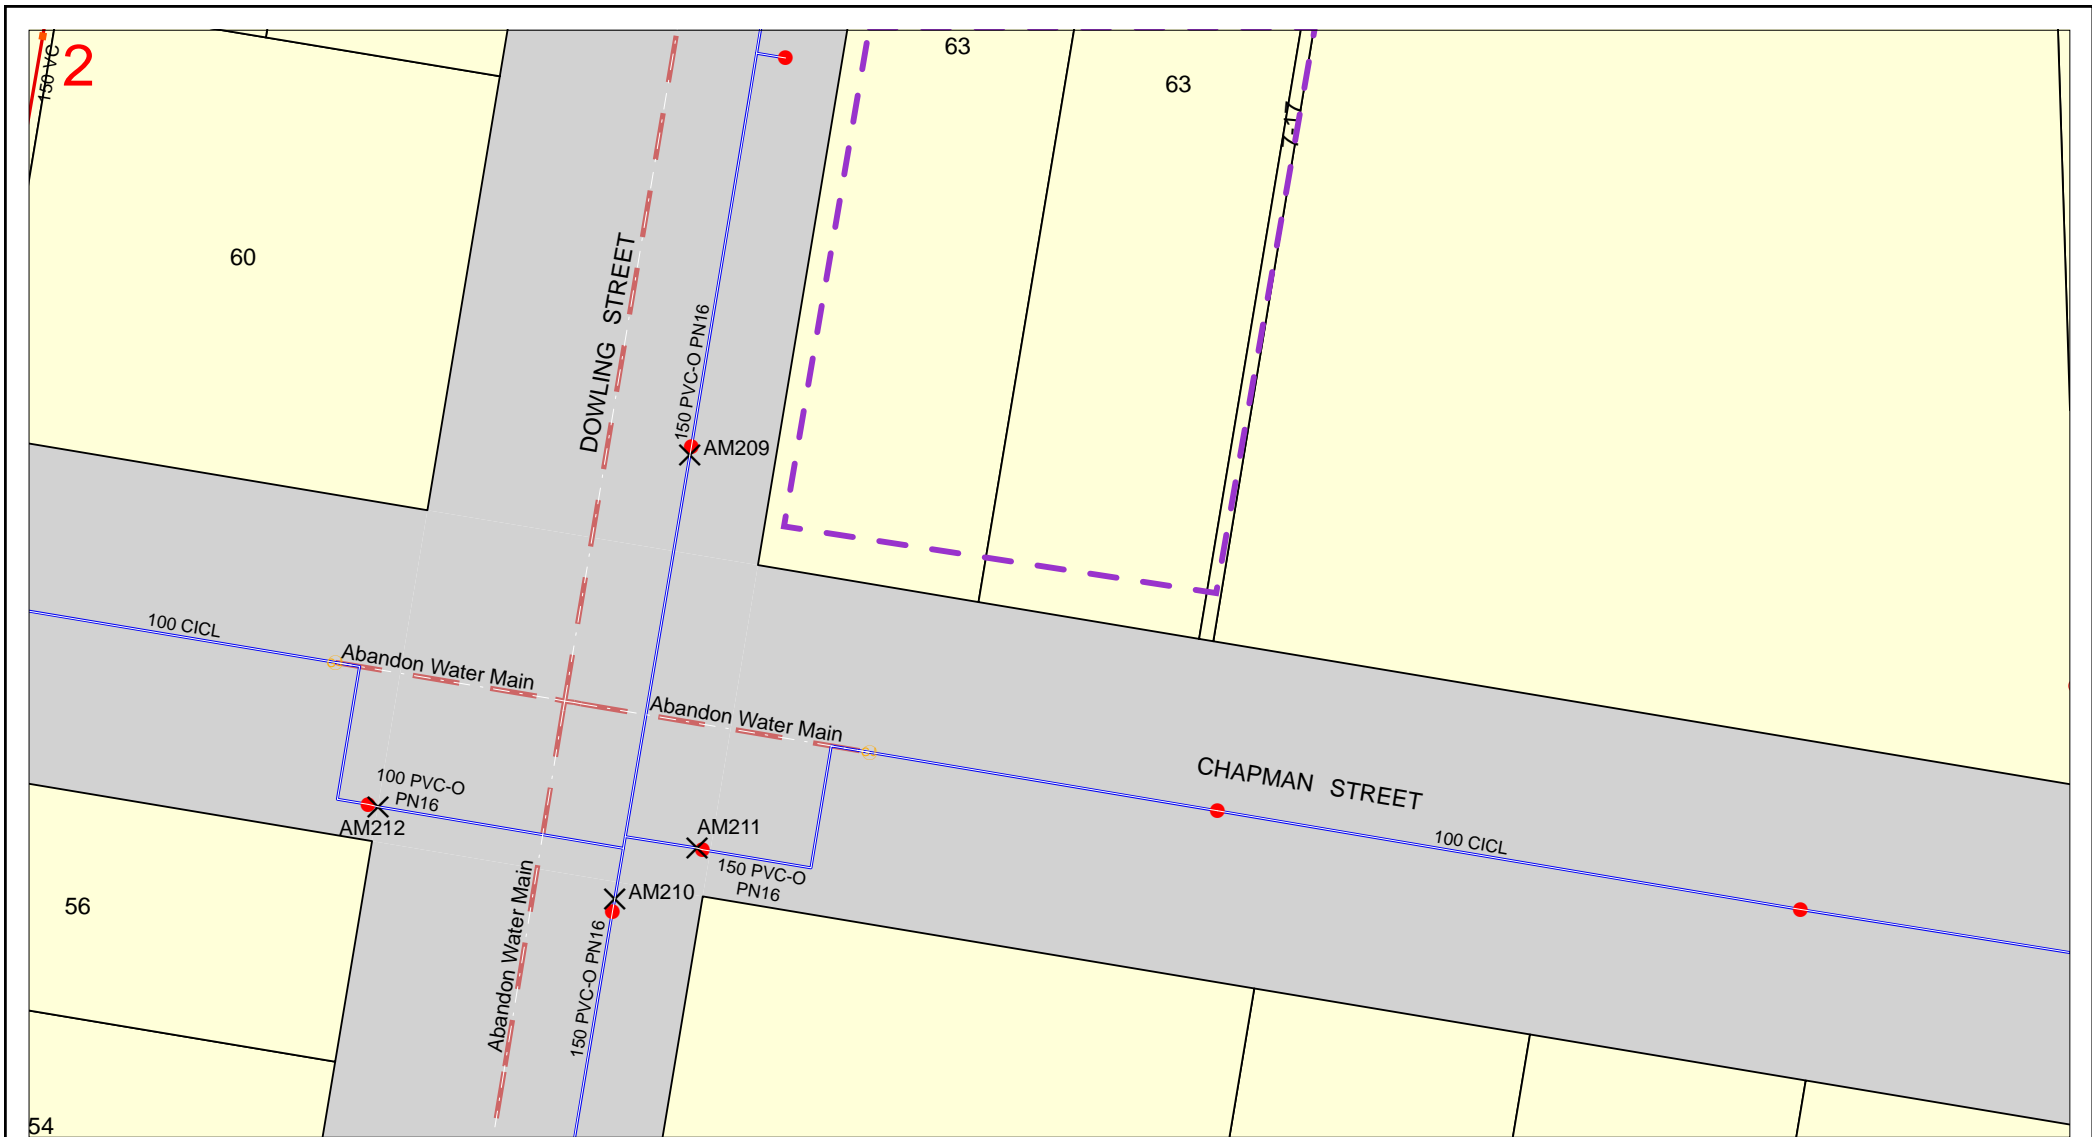 150 VC
2
63
63
7-17
60
DOWLING STREET
150 PVC-O PN16
AM209
100 CICL
Abandon Water Main
Abandon Water Main
CHAPMAN STREET
100 PVC-O
PN16
AM212
AM211
150 PVC-O
PN16
100 CICL
AM210
56
Abandon Water Main
150 PVC-O PN16
54